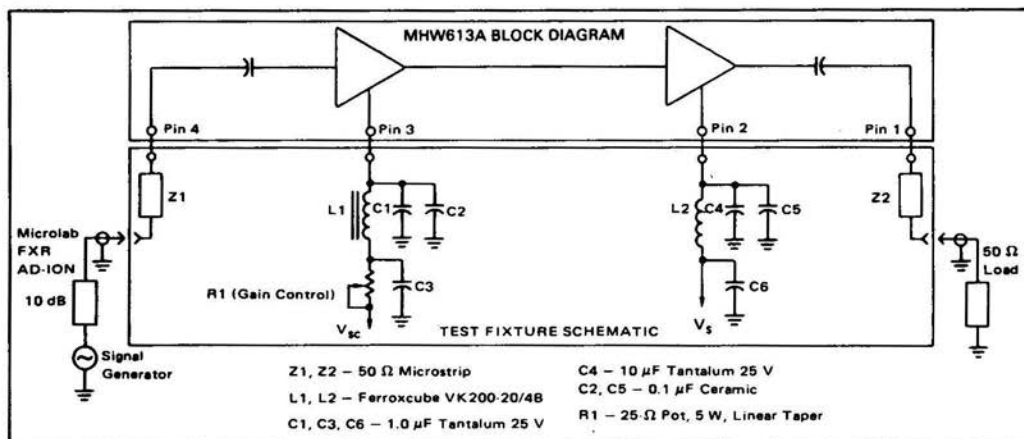 MHW613A BLOCK DIAGRAM
Pin 4
Pin 3
Pin 2
Pin 1
Z1
L1
C1
C2
L2
C4
C5
Z2
Microlab
FXR
AD-ION
10 dB
Signal
Generator
R1 (Gain Control)
C3
Vsc
C6
Vs
50 Ω
Load
TEST FIXTURE SCHEMATIC
Z1, Z2 – 50 Ω Microstrip
L1, L2 – Ferroxcube VK200-20/4B
C1, C3, C6 – 1.0 μF Tantalum 25 V
C4 – 10 μF Tantalum 25 V
C2, C5 – 0.1 μF Ceramic
R1 – 25-Ω Pot, 5 W, Linear Taper